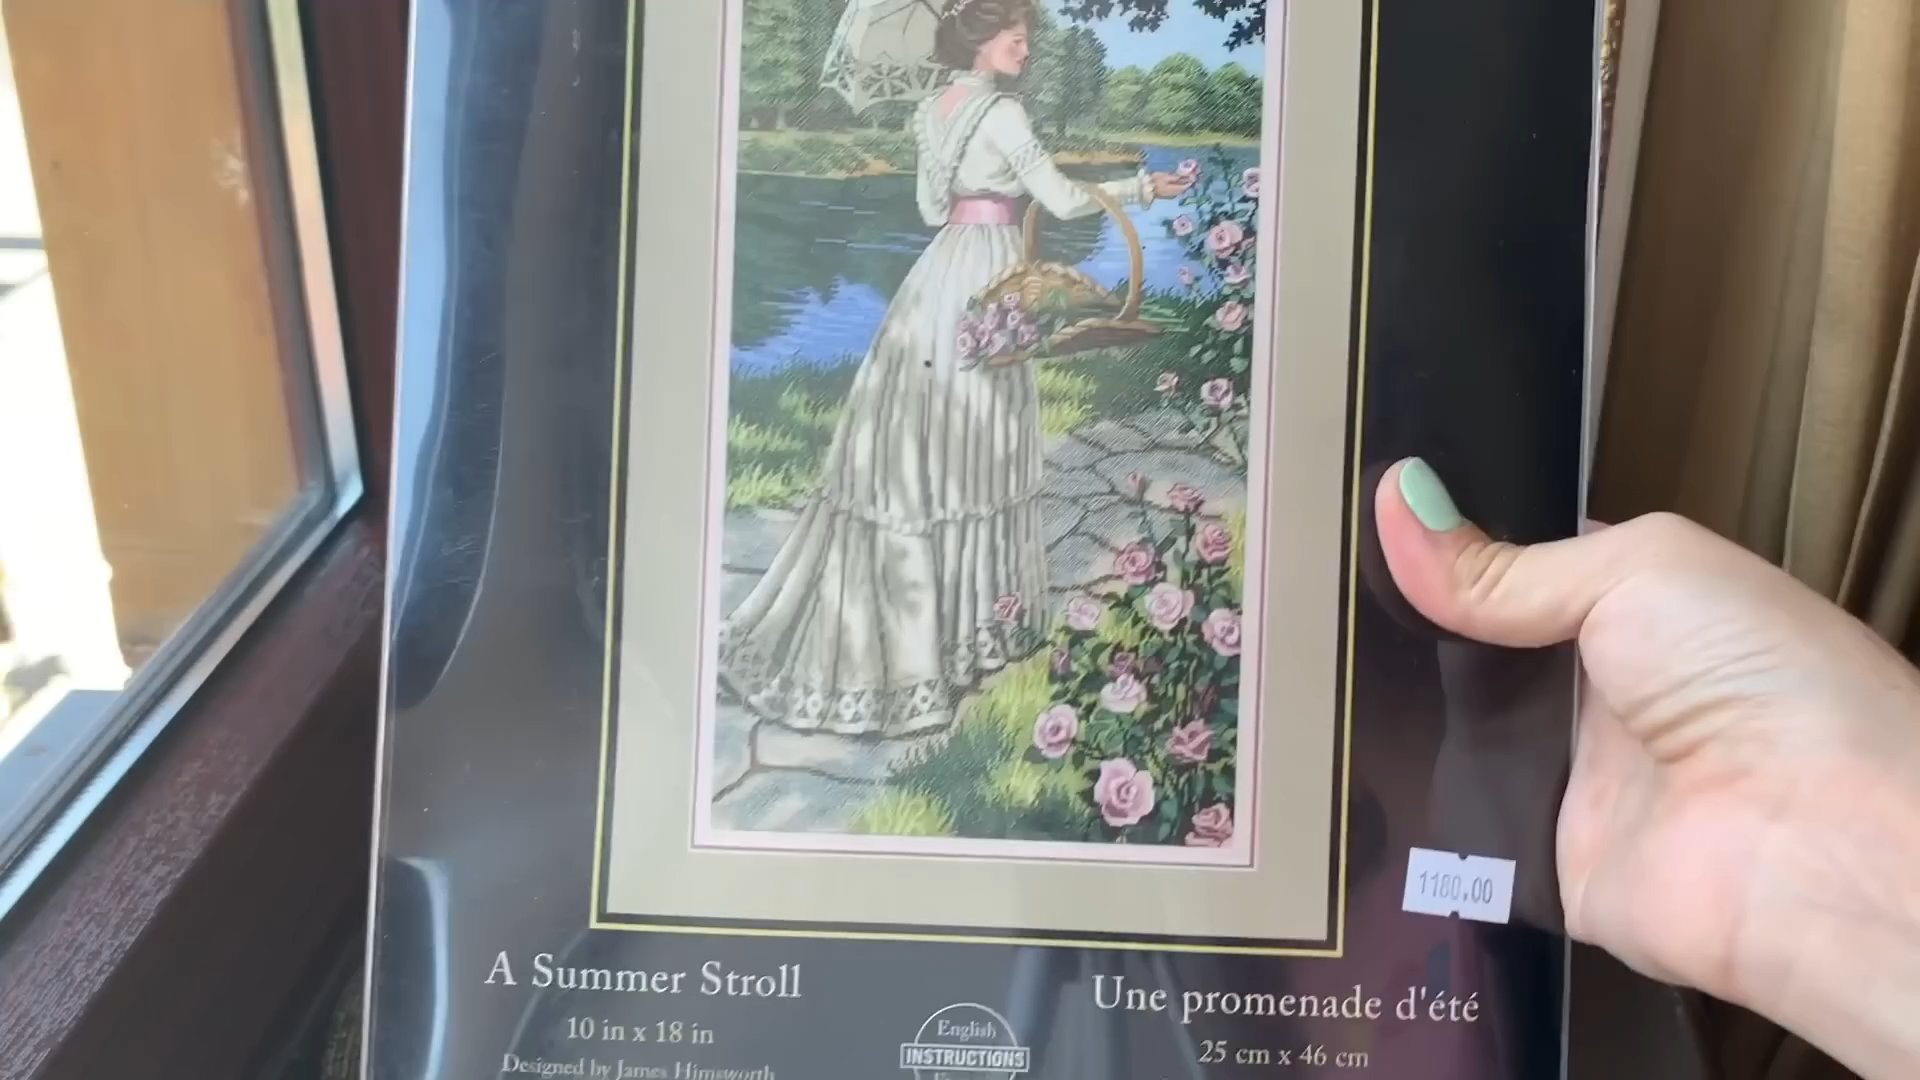 1180.00
A Summer Stroll
10 in x 18 in
Designed by James Himsworth
English
INSTRUCTIONS
Une promenade d'été
25 cm x 46 cm